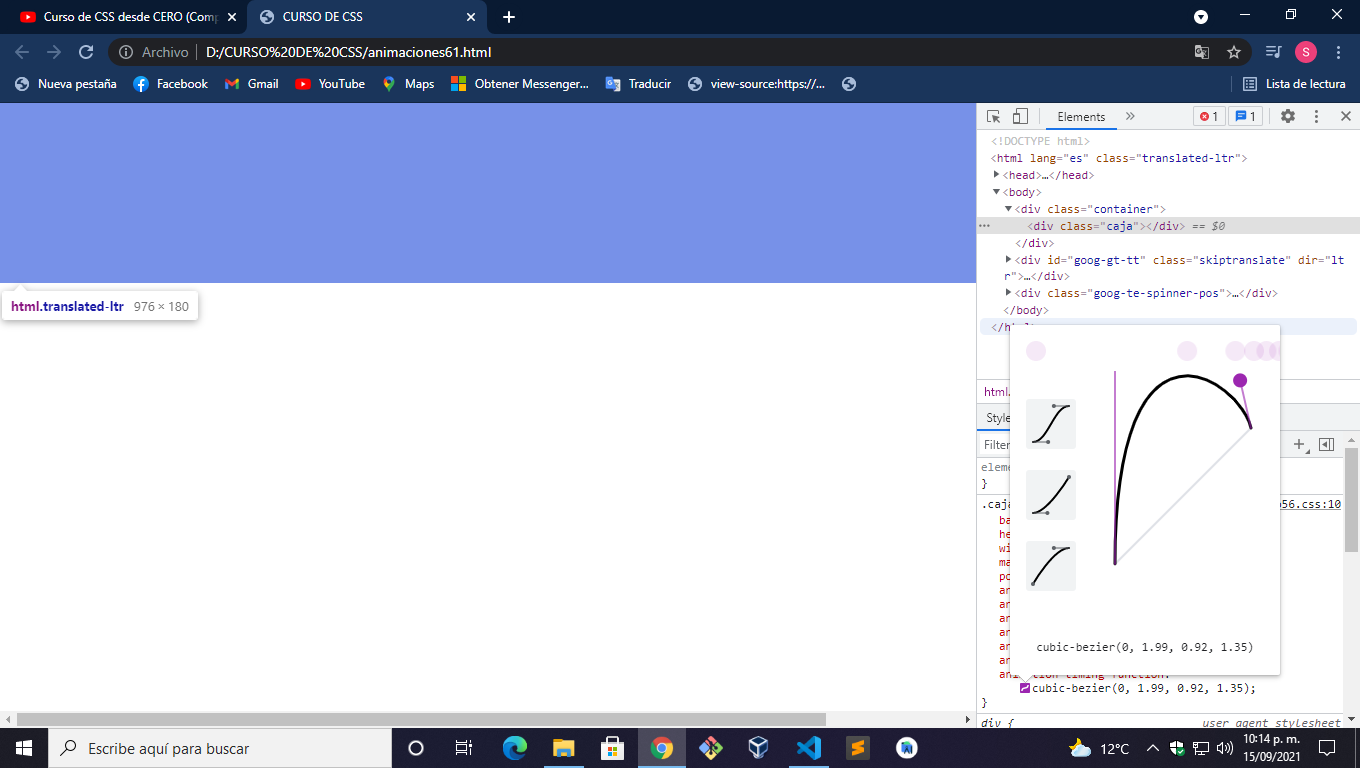 Curso de CSS desde CERO (Comp
CURSO DE CSS
Archivo
D:/CURSO%20DE%20CSS/animaciones61.html
S
Nueva pestaña
Facebook
Gmail
YouTube
Maps
Obtener Messenger...
Traducir
view-source:https://...
Lista de lectura
html.translated-ltr 976 × 180
Elements
1
1
<!DOCTYPE html>
<html lang="es" class="translated-ltr">
<head>…</head>
<body>
<div class="container">
<div class="caja"></div> == $0
</div>
<div id="goog-gt-tt" class="skiptranslate" dir="lt
r">…</div>
<div class="goog-te-spinner-pos">…</div>
</body>
html.
Style
Filter
eleme
}
.caja
56.css:10
ba
he
wi
ma
po
an
an
an
an
an
an
cubic-bezier(0, 1.99, 0.92, 1.35)
animation-timing-function:
cubic-bezier(0, 1.99, 0.92, 1.35);
}
div {
user agent stylesheet
Escribe aquí para buscar
12°C
10:14 p. m.
15/09/2021